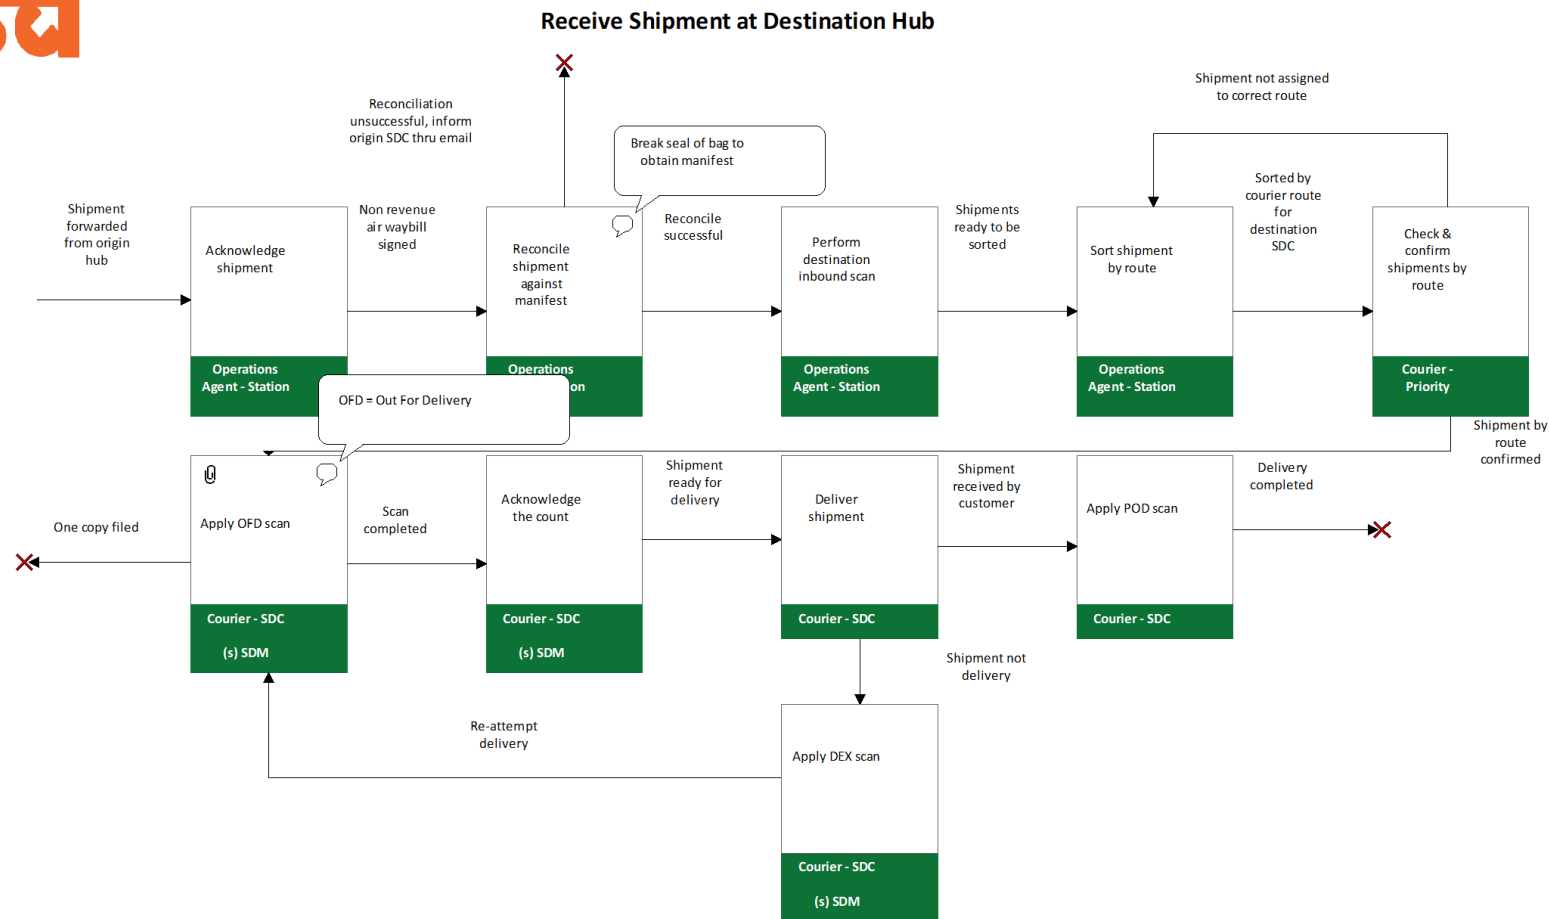 Receive Shipment at Destination Hub
Shipment not assigned
to correct route
Reconciliation
unsuccessful, inform
origin SDC thru email
Break seal of bag to
obtain manifest
Shipment
forwarded
from origin
hub
Acknowledge
shipment
Operations
Agent - Station
Non revenue
air waybill
signed
Reconcile
shipment
against
manifest
Operations
on
Reconcile
successful
Perform
destination
inbound scan
Operations
Agent - Station
Shipments
ready to be
sorted
Sort shipment
by route
Operations
Agent - Station
Sorted by
courier route
for
destination
SDC
Check &
confirm
shipments by
route
Courier -
Priority
Shipment by
route
confirmed
OFD = Out For Delivery
One copy filed
Apply OFD scan
Courier - SDC
(s) SDM
Scan
completed
Acknowledge
the count
Courier - SDC
(s) SDM
Shipment
ready for
delivery
Deliver
shipment
Courier - SDC
Shipment
received by
customer
Apply POD scan
Courier - SDC
Delivery
completed
Shipment not
delivery
Re-attempt
delivery
Apply DEX scan
Courier - SDC
(s) SDM